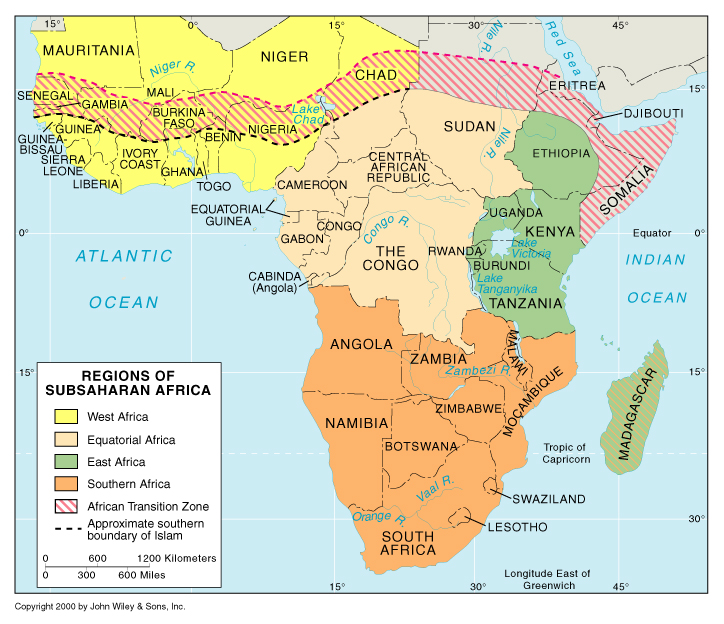 15°
0°
15°
30°
45°
MAURITANIA
NIGER
Nile R.
Red Sea
Niger R.
CHAD
MALI
ERITREA
15°
SENEGAL
GAMBIA
BURKINA
FASO
Lake
Chad
DJIBOUTI
GUINEA
BENIN
NIGERIA
SUDAN
Nile R.
GUINEA-
BISSAU
IVORY
COAST
ETHIOPIA
SIERRA
LEONE
GHANA
CENTRAL
AFRICAN
REPUBLIC
SOMALIA
LIBERIA
TOGO
CAMEROON
EQUATORIAL
GUINEA
UGANDA
CONGO
Congo R.
KENYA
0°
Equator
GABON
THE
CONGO
RWANDA
Lake
Victoria
ATLANTIC
OCEAN
BURUNDI
INDIAN
OCEAN
CABINDA
(Angola)
Lake
Tanganyika
TANZANIA
ANGOLA
ZAMBIA
MALAWI
15°
Zambezi R.
15°
MOÇAMBIQUE
MADAGASCAR
ZIMBABWE
NAMIBIA
BOTSWANA
Tropic of
Capricorn
Vaal R.
SWAZILAND
Orange R.
LESOTHO
30°
SOUTH
AFRICA
15°
30°
45°
Longitude East of
Greenwich
REGIONS OF
SUBSAHARAN AFRICA
West Africa
Equatorial Africa
East Africa
Southern Africa
African Transition Zone
Approximate southern
boundary of Islam
0 600 1200 Kilometers
0 300 600 Miles
Copyright 2000 by John Wiley & Sons, Inc.